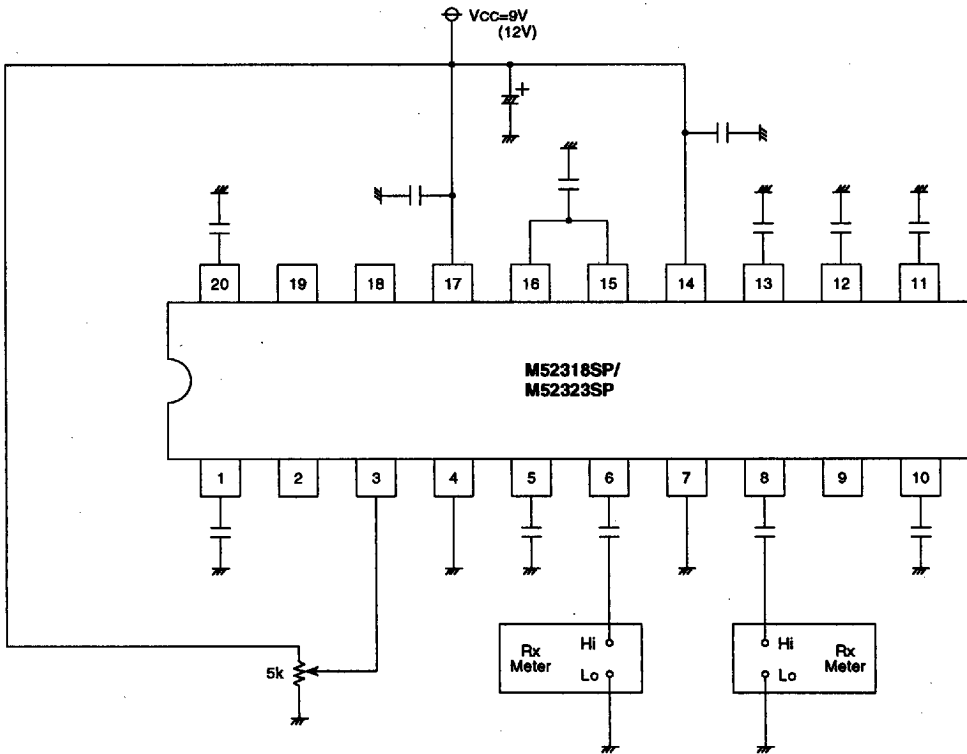 VCC=9V
(12V)
+
20 19 18 17 16 15 14 13 12 11
M52318SP/
M52323SP
1 2 3 4 5 6 7 8 9 10
5k
Rx
Meter
Hi
Lo
Hi
Lo
Rx
Meter